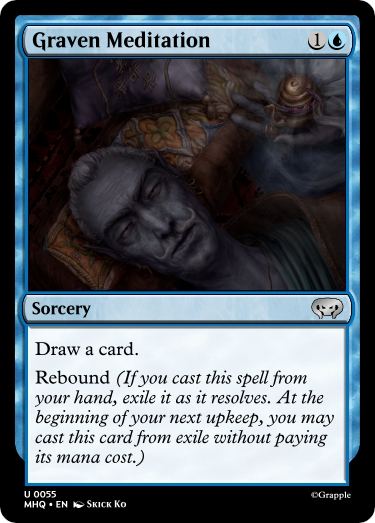 Graven Meditation 1
Sorcery
Draw a card.
Rebound (If you cast this spell from
your hand, exile it as it resolves. At the
beginning of your next upkeep, you may
cast this card from exile without paying
its mana cost.)
U 0055
MHQ • EN Skick Ko
©Grapple